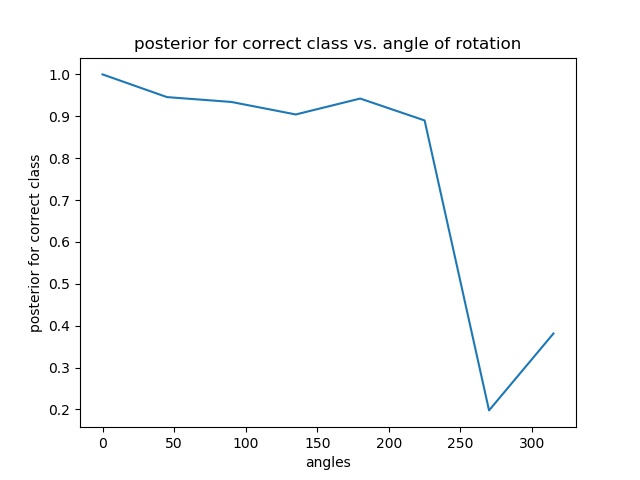 posterior for correct class vs. angle of rotation
1.0
0.9
0.8
0.7
0.6
0.5
0.4
0.3
0.2
posterior for correct class
0 50 100 150 200 250 300
angles